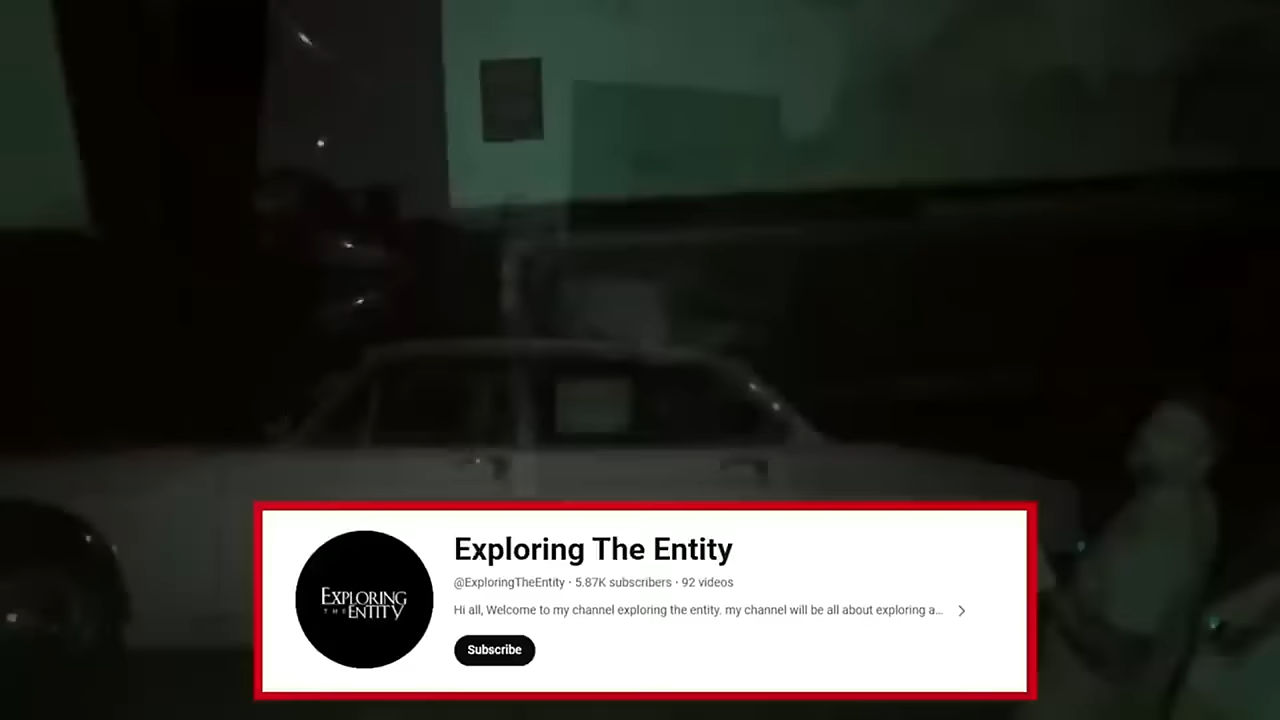 Exploring The Entity
@ExploringTheEntity · 5.87K subscribers · 92 videos
Hi all, Welcome to my channel exploring the entity. my channel will be all about exploring a...
Subscribe
EXPLORING
THE ENTITY